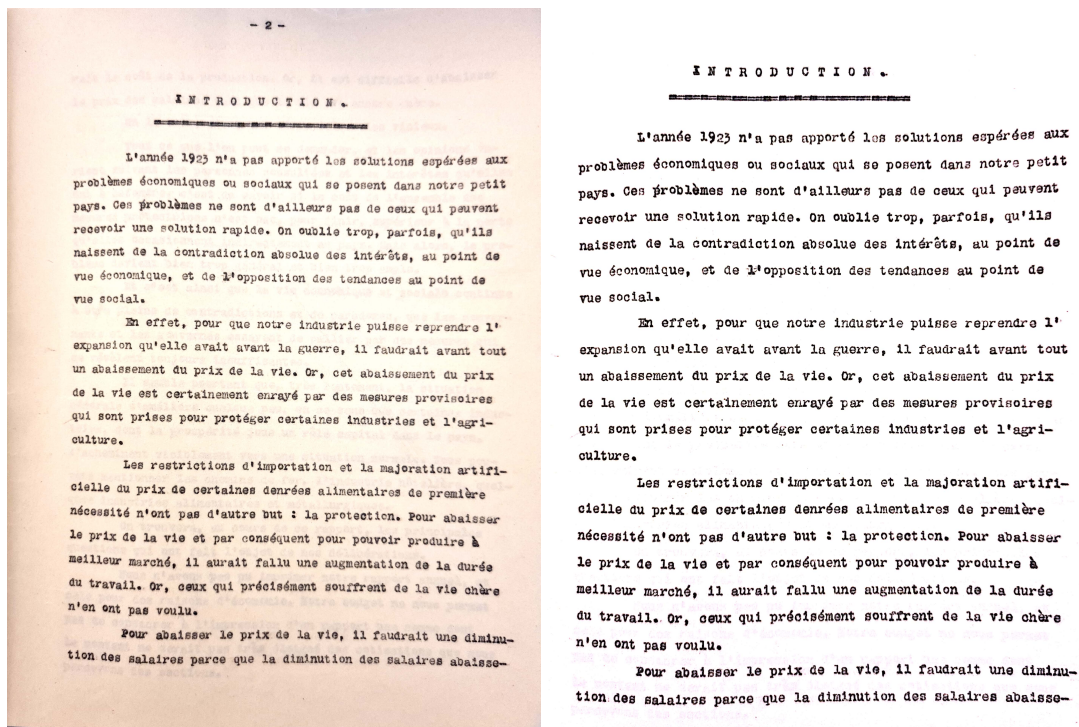 - 2 -
INTRODUCTION.
L'année 1923 n'a pas apporté les solutions espérées aux
problèmes économiques ou sociaux qui se posent dans notre petit
pays. Ces problèmes ne sont d'ailleurs pas de ceux qui peuvent
recevoir une solution rapide. On oublie trop, parfois, qu'ils
naissent de la contradiction absolue des intérêts, au point de
vue économique, et de l'opposition des tendances au point de
vue social.
En effet, pour que notre industrie puisse reprendre l'
expansion qu'elle avait avant la guerre, il faudrait avant tout
un abaissement du prix de la vie. Or, cet abaissement du prix
de la vie est certainement enrayé par des mesures provisoires
qui sont prises pour protéger certaines industries et l'agri-
culture.
Les restrictions d'importation et la majoration artifi-
cielle du prix de certaines denrées alimentaires de première
nécessité n'ont pas d'autre but : la protection. Pour abaisser
le prix de la vie et par conséquent pour pouvoir produire à
meilleur marché, il aurait fallu une augmentation de la durée
du travail. Or, ceux qui précisément souffrent de la vie chère
n'en ont pas voulu.
Pour abaisser le prix de la vie, il faudrait une diminu-
tion des salaires parce que la diminution des salaires abaisse-
INTRODUCTION.
L'année 1923 n'a pas apporté les solutions espérées aux
problèmes économiques ou sociaux qui se posent dans notre petit
pays. Ces problèmes ne sont d'ailleurs pas de ceux qui peuvent
recevoir une solution rapide. On oublie trop, parfois, qu'ils
naissent de la contradiction absolue des intérêts, au point de
vue économique, et de l'opposition des tendances au point de
vue social.
En effet, pour que notre industrie puisse reprendre l'
expansion qu'elle avait avant la guerre, il faudrait avant tout
un abaissement du prix de la vie. Or, cet abaissement du prix
de la vie est certainement enrayé par des mesures provisoires
qui sont prises pour protéger certaines industries et l'agri-
culture.
Les restrictions d'importation et la majoration artifi-
cielle du prix de certaines denrées alimentaires de première
nécessité n'ont pas d'autre but : la protection. Pour abaisser
le prix de la vie et par conséquent pour pouvoir produire à
meilleur marché, il aurait fallu une augmentation de la durée
du travail. Or, ceux qui précisément souffrent de la vie chère
n'en ont pas voulu.
Pour abaisser le prix de la vie, il faudrait une diminu-
tion des salaires parce que la diminution des salaires abaisse-